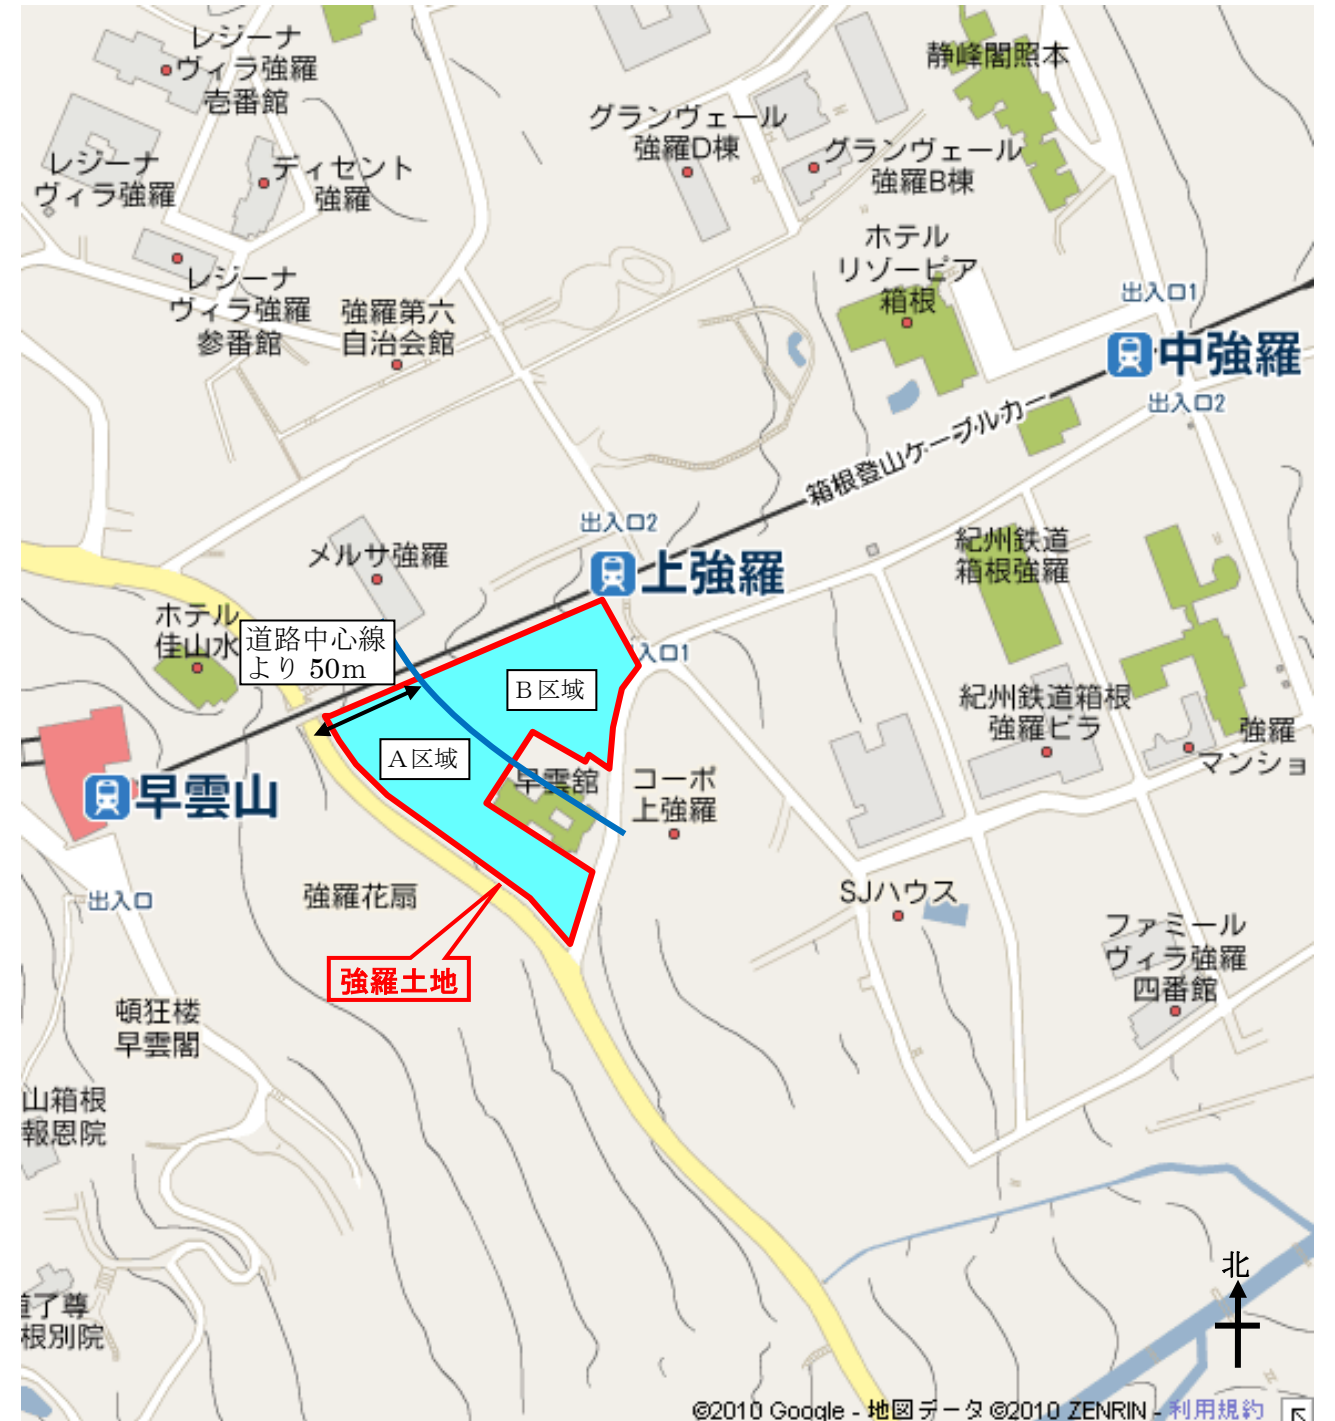 レジーナ
ヴィラ強羅
壱番館
静峰閣照本
グランヴェール
強羅D棟
グランヴェール
強羅B棟
レジーナ
ヴィラ強羅
ディセント
強羅
ホテル
リゾーピア
箱根
レジーナ
ヴィラ強羅
参番館
強羅第六
自治会館
出入口1
中強羅
出入口2
箱根登山ケーブルカー
出入口2
上強羅
メルサ強羅
紀州鉄道
箱根強羅
ホテル
佳山水
道路中心線
より 50m
入口1
B区域
紀州鉄道箱根
強羅ビラ
強羅
マンショ
A区域
早雲館
コーポ
上強羅
早雲山
出入口
強羅花扇
SJハウス
ファミール
ヴィラ強羅
四番館
強羅土地
頓狂楼
早雲閣
山箱根
報恩院
北
道了尊
根別院
©2010 Google - 地図データ ©2010 ZENRIN - 利用規約